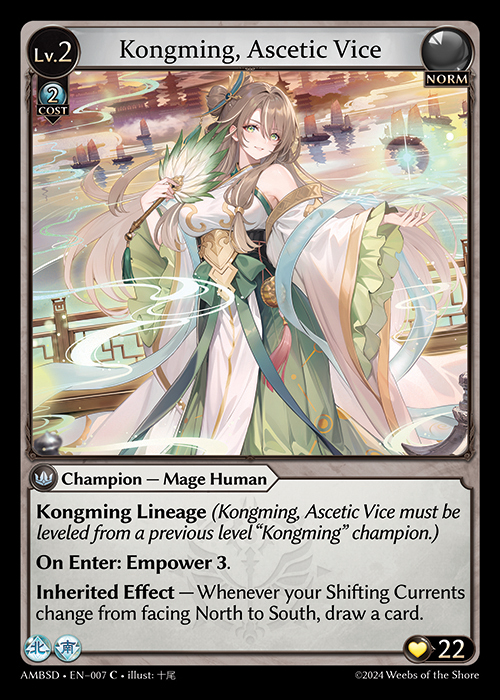 Lv.2
Kongming, Ascetic Vice
NORM
2
COST
Champion — Mage Human
Kongming Lineage (Kongming, Ascetic Vice must be
leveled from a previous level “Kongming” champion.)
On Enter: Empower 3.
Inherited Effect — Whenever your Shifting Currents
change from facing North to South, draw a card.
北 南
22
AMBSD • EN-007 C • illust: 十尾
©2024 Weebs of the Shore